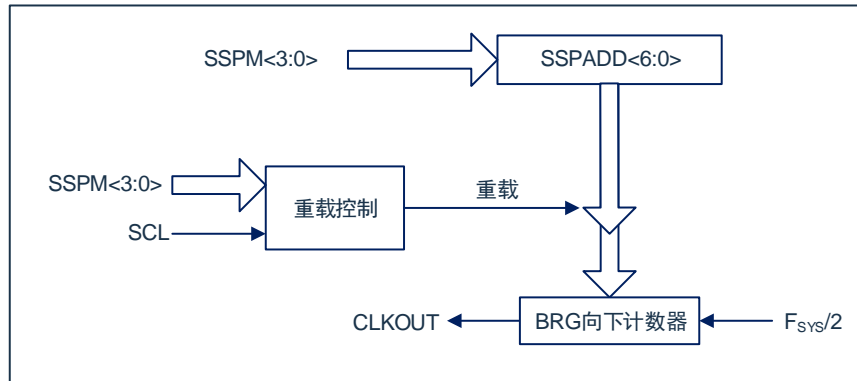 SSPM<3:0>
SSPADD<6:0>
SSPM<3:0>
重载控制
重载
SCL
CLKOUT
BRG向下计数器
FSYS/2